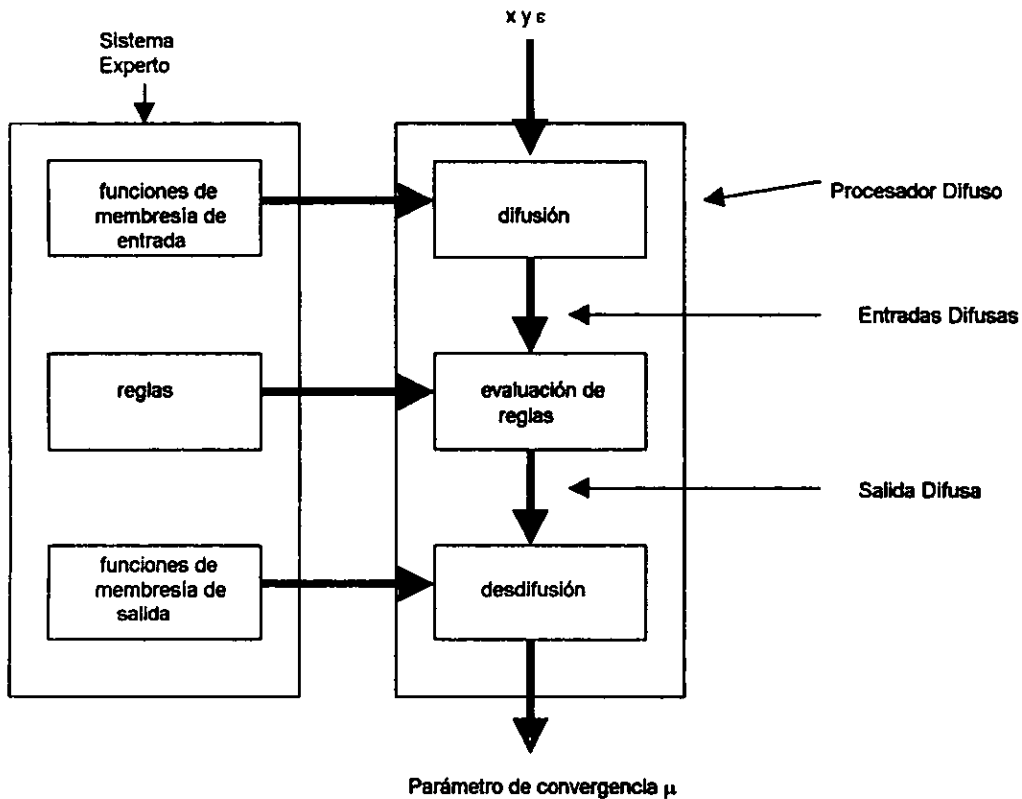 x y ε
Sistema
Experto
funciones de
membresía de
entrada
difusión
Procesador Difuso
Entradas Difusas
reglas
evaluación de
reglas
Salida Difusa
funciones de
membresía de
salida
desdifusión
Parámetro de convergencia μ